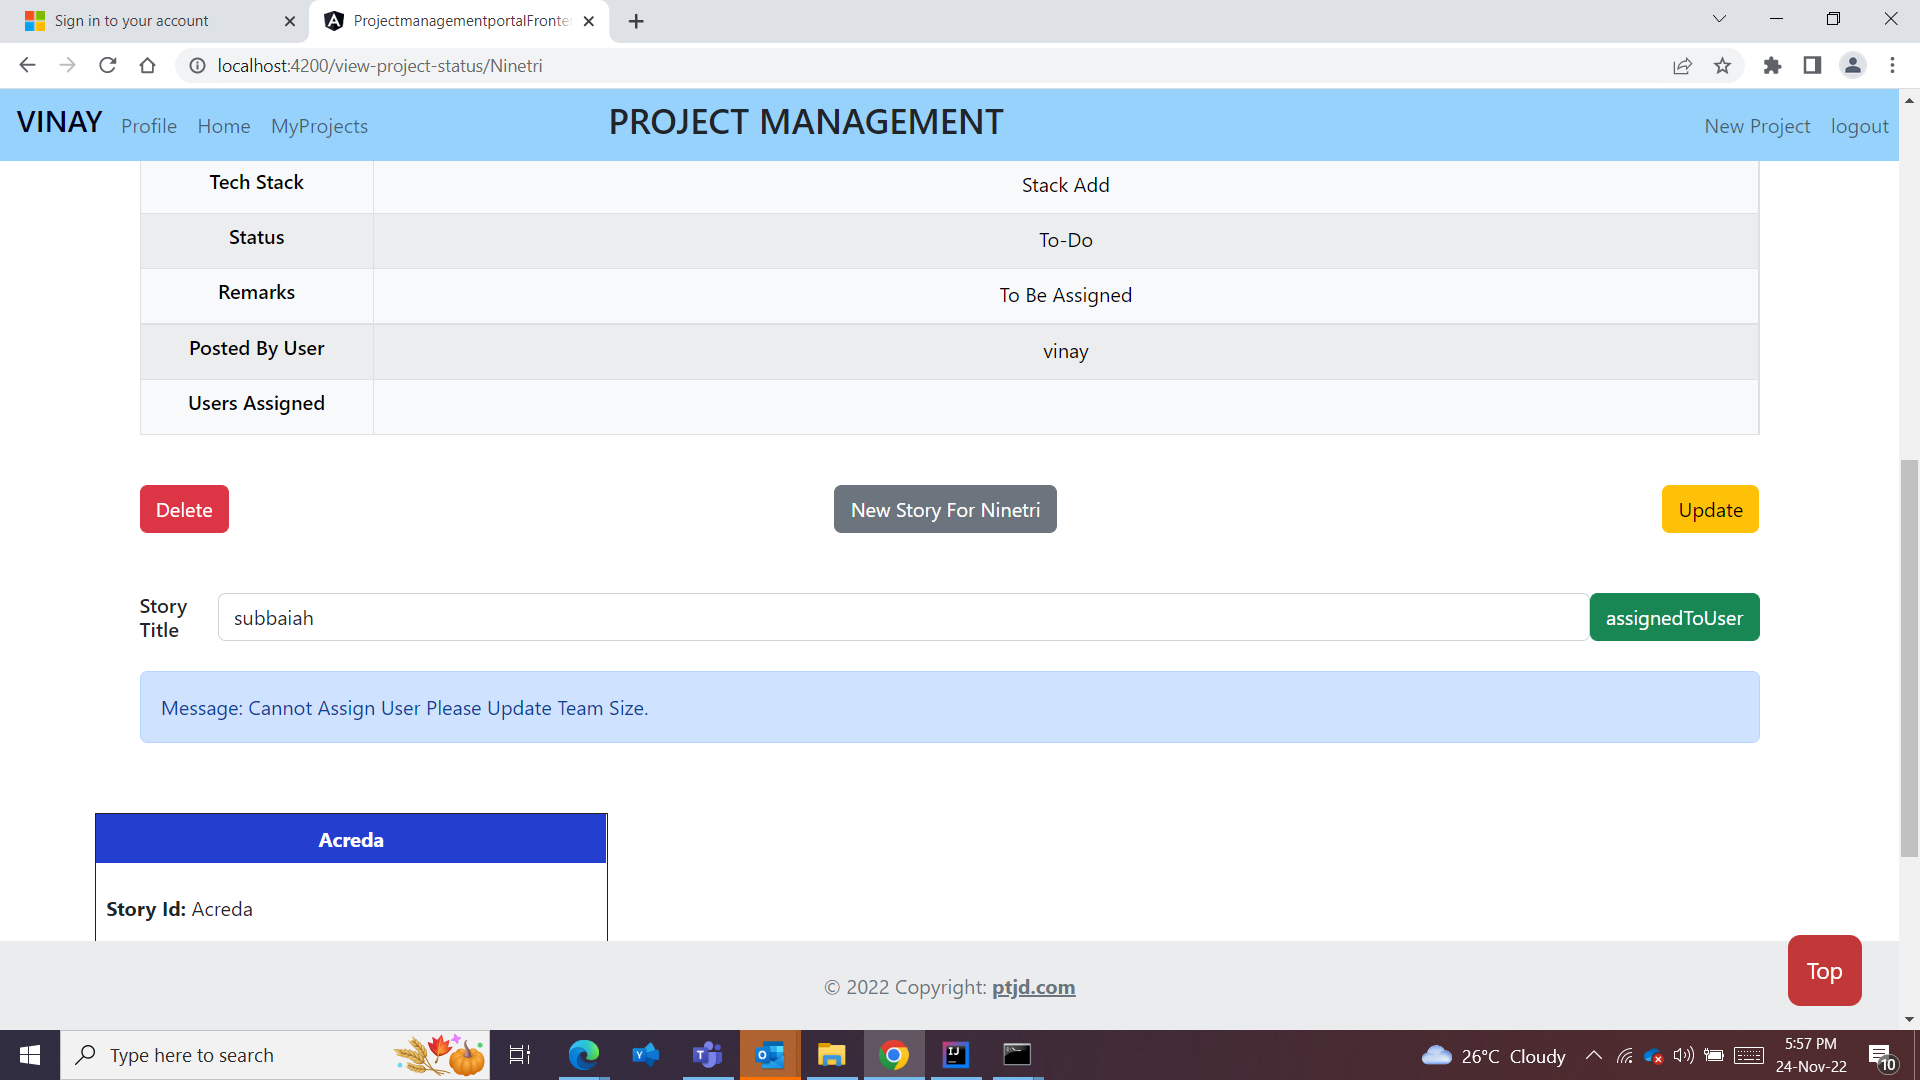 Sign in to your account
ProjectmanagementportalFronte
localhost:4200/view-project-status/Ninetri
VINAY Profile Home MyProjects PROJECT MANAGEMENT New Project logout
Tech Stack Stack Add
Status To-Do
Remarks To Be Assigned
Posted By User vinay
Users Assigned
Delete New Story For Ninetri Update
Story Title subbaiah assignedToUser
Message: Cannot Assign User Please Update Team Size.
Acreda
Story Id: Acreda
Top
© 2022 Copyright: ptjd.com
Type here to search
26°C Cloudy
5:57 PM
24-Nov-22
10